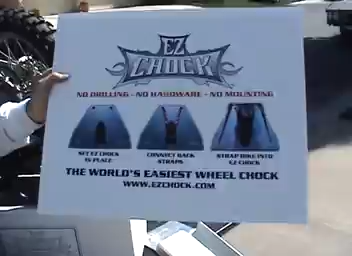 EZ
CHOCK
NO DRILLING - NO HARDWARE - NO MOUNTING
SET EZ CHOCK
IN PLACE
CONNECT BACK
STRAPS
STRAP BIKE INTO
EZ CHOCK
THE WORLD'S EASIEST WHEEL CHOCK
WWW.EZCHOCK.COM